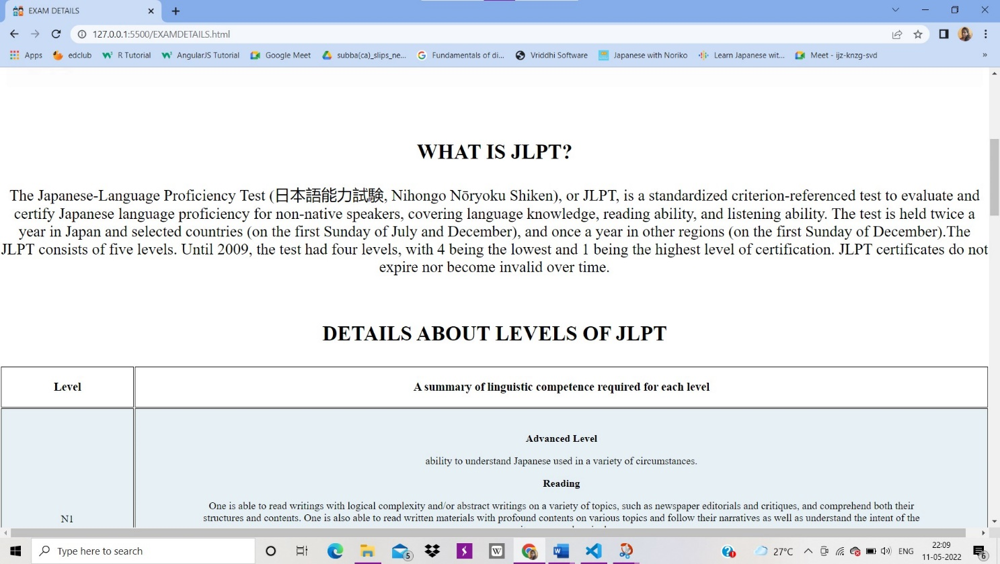 EXAM DETAILS
127.0.0.1:5500/EXAMDETAILS.html
Apps edclub R Tutorial AngularJS Tutorial Google Meet subba(ca)_slips_ne... Fundamentals of di... Vriddhi Software Japanese with Noriko Learn Japanese wit... Meet - ijz-knzg-svd »
WHAT IS JLPT?
The Japanese-Language Proficiency Test (日本語能力試験, Nihongo Nōryoku Shiken), or JLPT, is a standardized criterion-referenced test to evaluate and
certify Japanese language proficiency for non-native speakers, covering language knowledge, reading ability, and listening ability. The test is held twice a
year in Japan and selected countries (on the first Sunday of July and December), and once a year in other regions (on the first Sunday of December).The
JLPT consists of five levels. Until 2009, the test had four levels, with 4 being the lowest and 1 being the highest level of certification. JLPT certificates do not
expire nor become invalid over time.
DETAILS ABOUT LEVELS OF JLPT
Level A summary of linguistic competence required for each level
Advanced Level
ability to understand Japanese used in a variety of circumstances.
Reading
One is able to read writings with logical complexity and/or abstract writings on a variety of topics, such as newspaper editorials and critiques, and comprehend both their
structures and contents. One is also able to read written materials with profound contents on various topics and follow their narratives as well as understand the intent of the
N1
Type here to search
5
W
27°C
ENG
22:09
11-05-2022
6